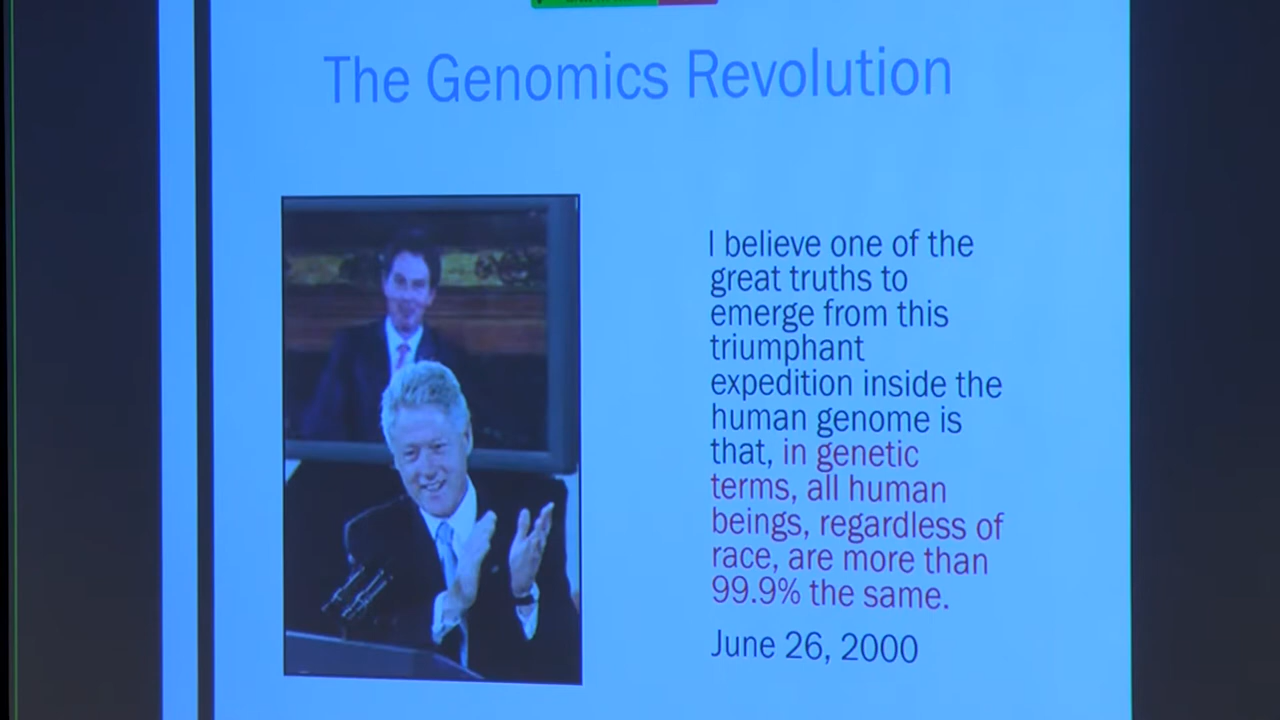 The Genomics Revolution
I believe one of the
great truths to
emerge from this
triumphant
expedition inside the
human genome is
that, in genetic
terms, all human
beings, regardless of
race, are more than
99.9% the same.
June 26, 2000